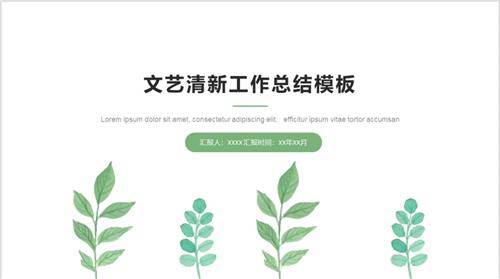 文艺清新工作总结模板
Lorem ipsum dolor sit amet, consectetur adipiscing elit. efficitur ipsum vitae tortor accumsan
汇报人：XXXX 汇报时间：XX年XX月